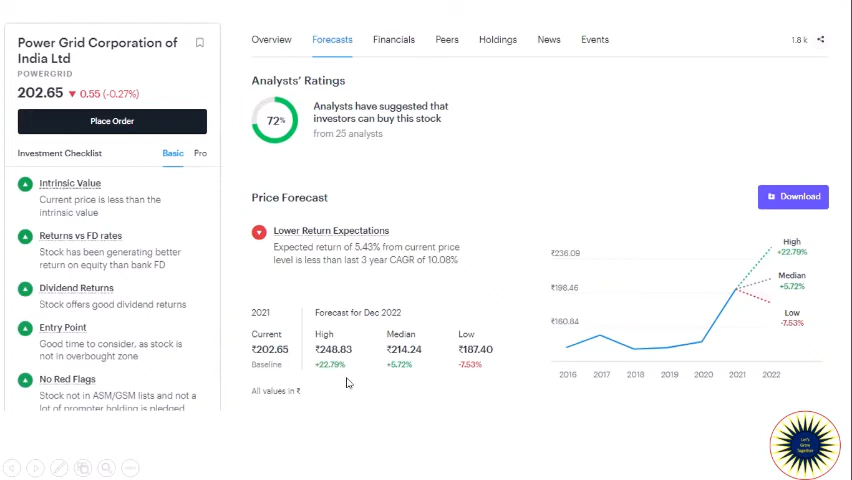 Power Grid Corporation of
India Ltd
POWERGRID
202.65 ▼ 0.55 (-0.27%)
Place Order
Investment Checklist Basic Pro
Intrinsic Value
Current price is less than the
intrinsic value
Returns vs FD rates
Stock has been generating better
return on equity than bank FD
Dividend Returns
Stock offers good dividend returns
Entry Point
Good time to consider, as stock is
not in overbought zone
No Red Flags
Stock not in ASM/GSM lists and not a
lot of promoter holding is pledged
Overview Forecasts Financials Peers Holdings News Events 1.8 k
Analysts' Ratings
72%
Analysts have suggested that
investors can buy this stock
from 25 analysts
Price Forecast
Download
Lower Return Expectations
Expected return of 5.43% from current price
level is less than last 3 year CAGR of 10.08%
2021 Forecast for Dec 2022
Current High Median Low
₹202.65 ₹248.83 ₹214.24 ₹187.40
Baseline +22.79% +5.72% -7.53%
All values in ₹
₹236.09
₹198.46
₹160.84
High
+22.79%
Median
+5.72%
Low
-7.53%
2016 2017 2018 2019 2020 2021 2022
Let's
Grow
Together